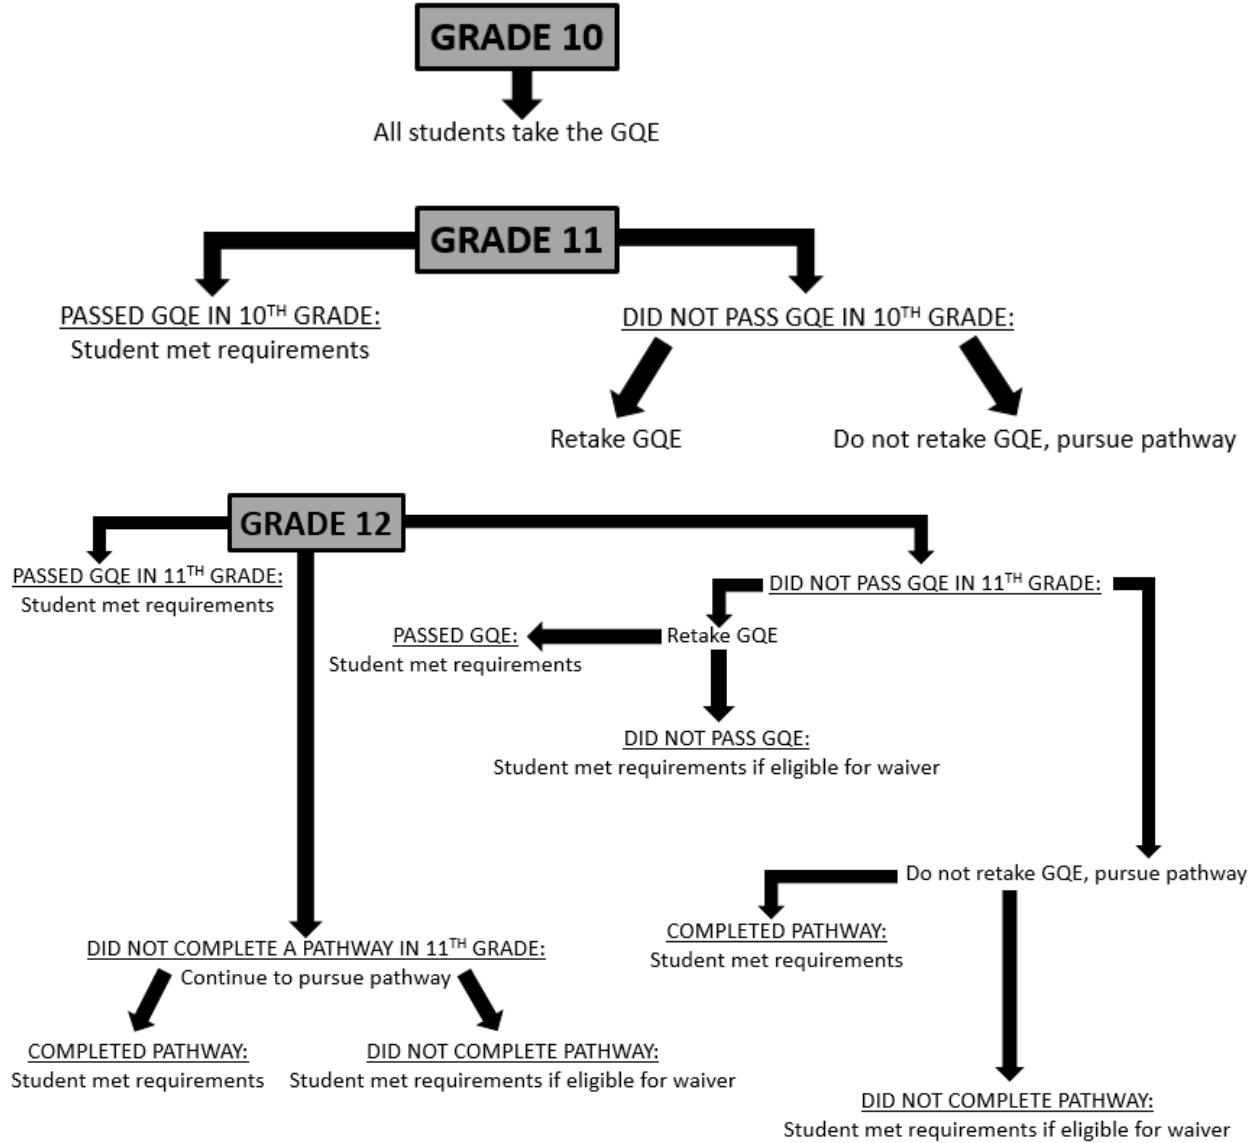 GRADE 10
All students take the GQE
GRADE 11
PASSED GQE IN 10TH GRADE:
Student met requirements
DID NOT PASS GQE IN 10TH GRADE:
Retake GQE
Do not retake GQE, pursue pathway
GRADE 12
PASSED GQE IN 11TH GRADE:
Student met requirements
DID NOT PASS GQE IN 11TH GRADE:
Retake GQE
PASSED GQE:
Student met requirements
DID NOT PASS GQE:
Student met requirements if eligible for waiver
Do not retake GQE, pursue pathway
COMPLETED PATHWAY:
Student met requirements
DID NOT COMPLETE A PATHWAY IN 11TH GRADE:
Continue to pursue pathway
COMPLETED PATHWAY:
Student met requirements
DID NOT COMPLETE PATHWAY:
Student met requirements if eligible for waiver
DID NOT COMPLETE PATHWAY:
Student met requirements if eligible for waiver